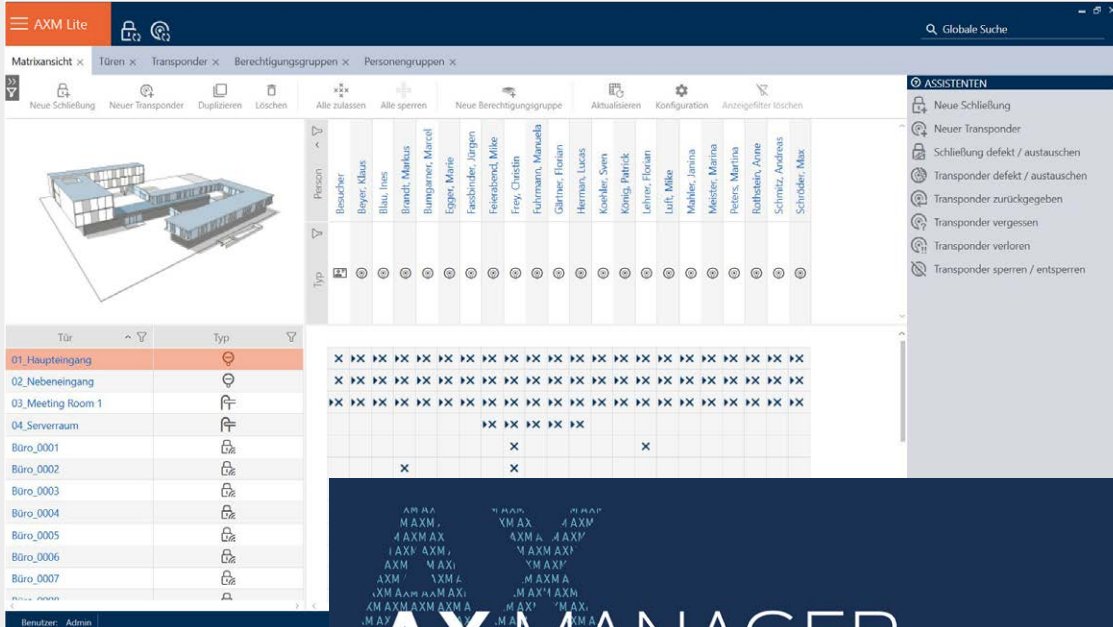 AXM Lite
Globale Suche
Matrixansicht × Türen × Transponder × Berechtigungsgruppen × Personengruppen ×
Neue Schließung Neuer Transponder Duplizieren Löschen Alle zulassen Alle sperren Neue Berechtigungsgruppe Aktualisieren Konfiguration Anzeigefilter löschen
ASSISTENTEN
Neue Schließung
Neuer Transponder
Schließung defekt / austauschen
Transponder defekt / austauschen
Transponder zurückgegeben
Transponder vergessen
Transponder verloren
Transponder sperren / entsperren
Person
Besucher
Beyer, Klaus
Blau, Ines
Brandt, Markus
Bumgarner, Marcel
Egger, Marie
Fassbinder, Jürgen
Feierabend, Mike
Frey, Christin
Fuhrmann, Manuela
Gärtner, Florian
Herman, Lucas
Koehler, Sven
König, Patrick
Lehrer, Florian
Luft, Mike
Mahler, Janina
Meister, Marina
Peters, Martina
Rothstein, Anne
Schmitz, Andreas
Schröder, Max
Typ
Tür Typ
01_Haupteingang
02_Nebeneingang
03_Meeting Room 1
04_Serverraum
Büro_0001
Büro_0002
Büro_0003
Büro_0004
Büro_0005
Büro_0006
Büro_0007
Benutzer: Admin
AX MANAGER